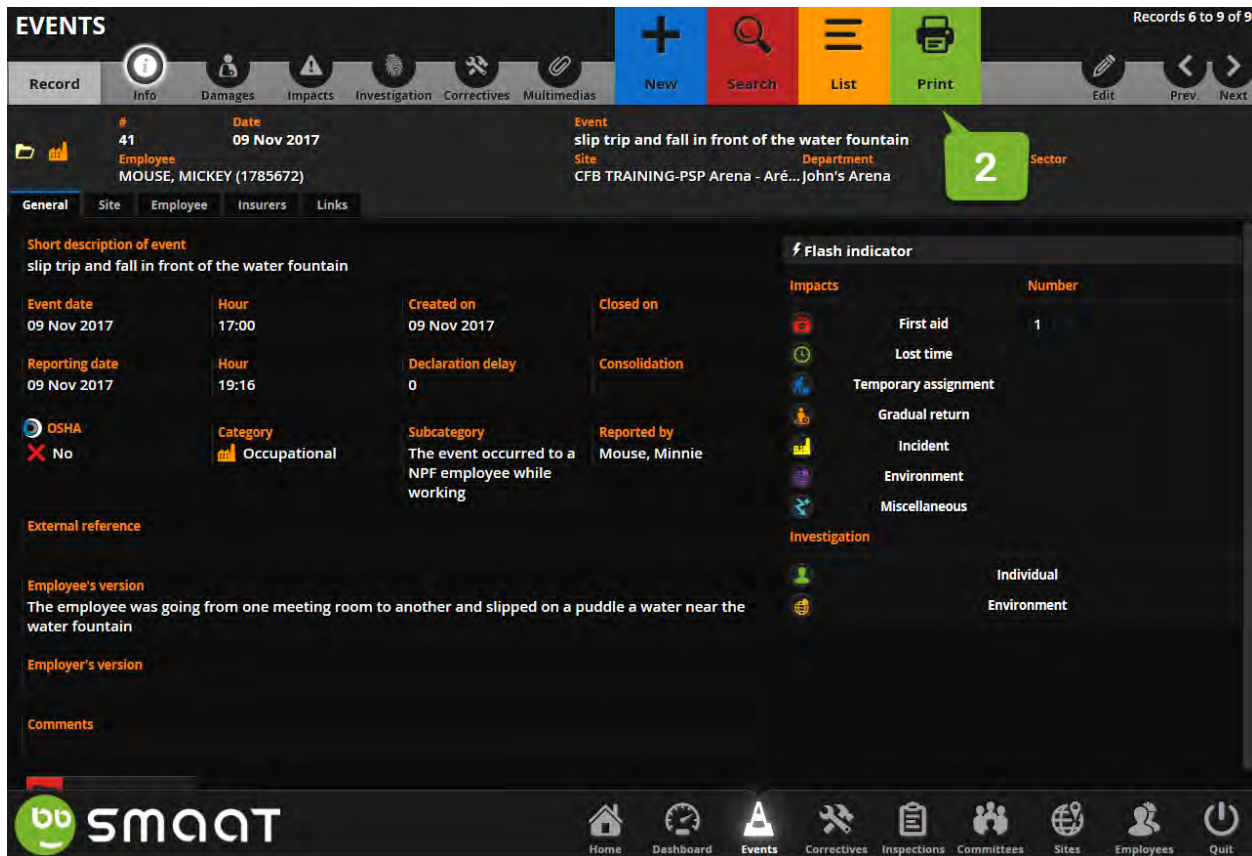 EVENTS
Records 6 to 9 of 9
Record
Info
Damages
Impacts
Investigation
Correctives
Multimedias
New
Search
List
Print
Edit
Prev.
Next
#
Date
Event
41
09 Nov 2017
slip trip and fall in front of the water fountain
Employee
Site
Department
Sector
MOUSE, MICKEY (1785672)
CFB TRAINING-PSP Arena - Aré...
John's Arena
2
General
Site
Employee
Insurers
Links
Short description of event
slip trip and fall in front of the water fountain
Event date
Hour
Created on
Closed on
09 Nov 2017
17:00
09 Nov 2017
Reporting date
Hour
Declaration delay
Consolidation
09 Nov 2017
19:16
0
OSHA
Category
Subcategory
Reported by
No
Occupational
The event occurred to a
NPF employee while
working
Mouse, Minnie
External reference
Employee's version
The employee was going from one meeting room to another and slipped on a puddle a water near the
water fountain
Employer's version
Comments
Flash indicator
Impacts
Number
First aid
1
Lost time
Temporary assignment
Gradual return
Incident
Environment
Miscellaneous
Investigation
Individual
Environment
smaaT
Home
Dashboard
Events
Correctives
Inspections
Committees
Sites
Employees
Quit